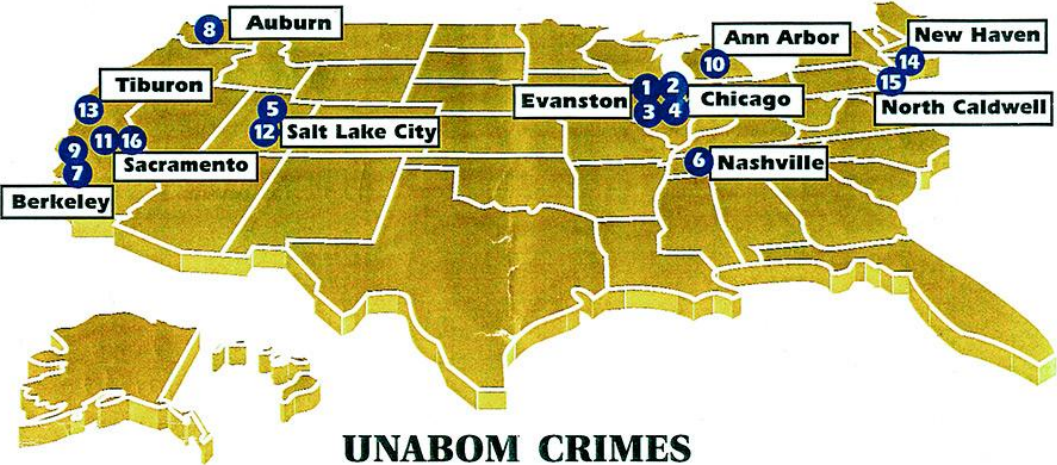 8
Auburn
Ann Arbor
10
New Haven
14
15
North Caldwell
Tiburon
13
5
12
Salt Lake City
Evanston
1
2
3
4
Chicago
11
16
Sacramento
9
7
Berkeley
6
Nashville
UNABOM CRIMES